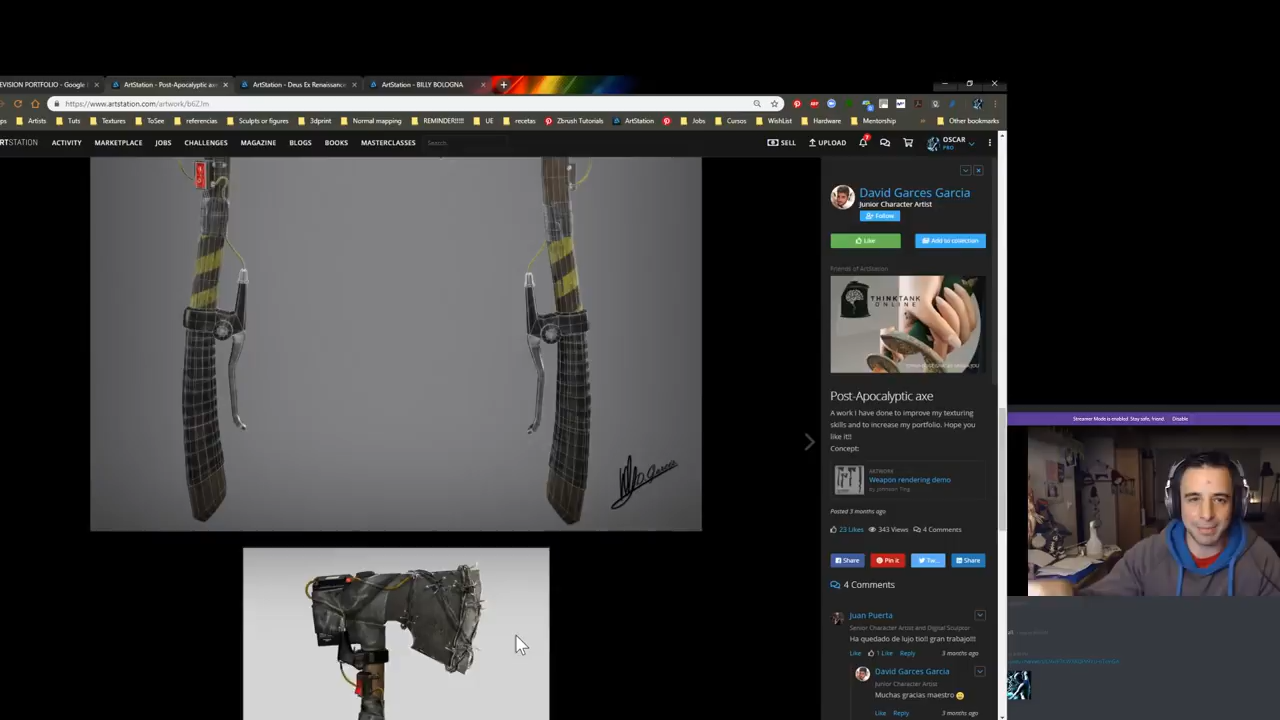 EVISION PORTFOLIO - Google
ArtStation - Post-Apocalyptic axe
ArtStation - Deus Ex Renaissance
ArtStation - BILLY BOLOGNA
https://www.artstation.com/artwork/b6ZJm
ps Artists Tuts Textures ToSee referencias Sculpts or figures 3dprint Normal mapping REMINDER!!!!! UE recetas Zbrush Tutorials ArtStation Jobs Cursos WishList Hardware Mentorship » Other bookmarks
RTSTATION ACTIVITY MARKETPLACE JOBS CHALLENGES MAGAZINE BLOGS BOOKS MASTERCLASSES Search SELL UPLOAD OSCAR
PRO
David Garces Garcia
Junior Character Artist
Follow
Like Add to collection
Friends of ArtStation
THINKTANK
ONLINE
Post-Apocalyptic axe
A work I have done to improve my texturing
skills and to increase my portfolio. Hope you
like it!!
Concept:
ARTWORK
Weapon rendering demo
by Johnson Ting
Posted 3 months ago
23 Likes 343 Views 4 Comments
Share Pin it Tw... Share
4 Comments
Juan Puerta
Senior Character Artist and Digital Sculptor
Ha quedado de lujo tio!! gran trabajo!!!
Like 1 Like Reply 3 months ago
David Garces Garcia
Junior Character Artist
Muchas gracias maestro
Like Reply 3 months ago
Streamer Mode is enabled. Stay safe, friend. Disable